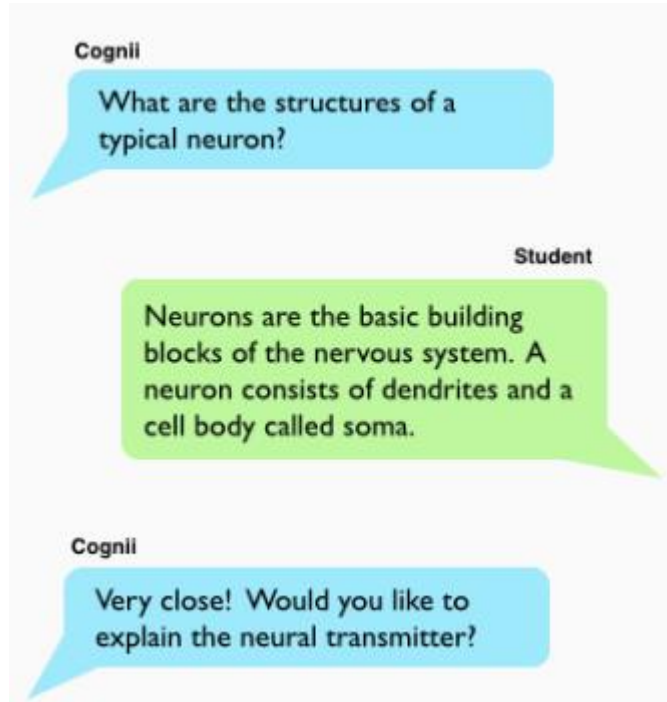 Cognii
What are the structures of a
typical neuron?
Student
Neurons are the basic building
blocks of the nervous system. A
neuron consists of dendrites and a
cell body called soma.
Cognii
Very close! Would you like to
explain the neural transmitter?